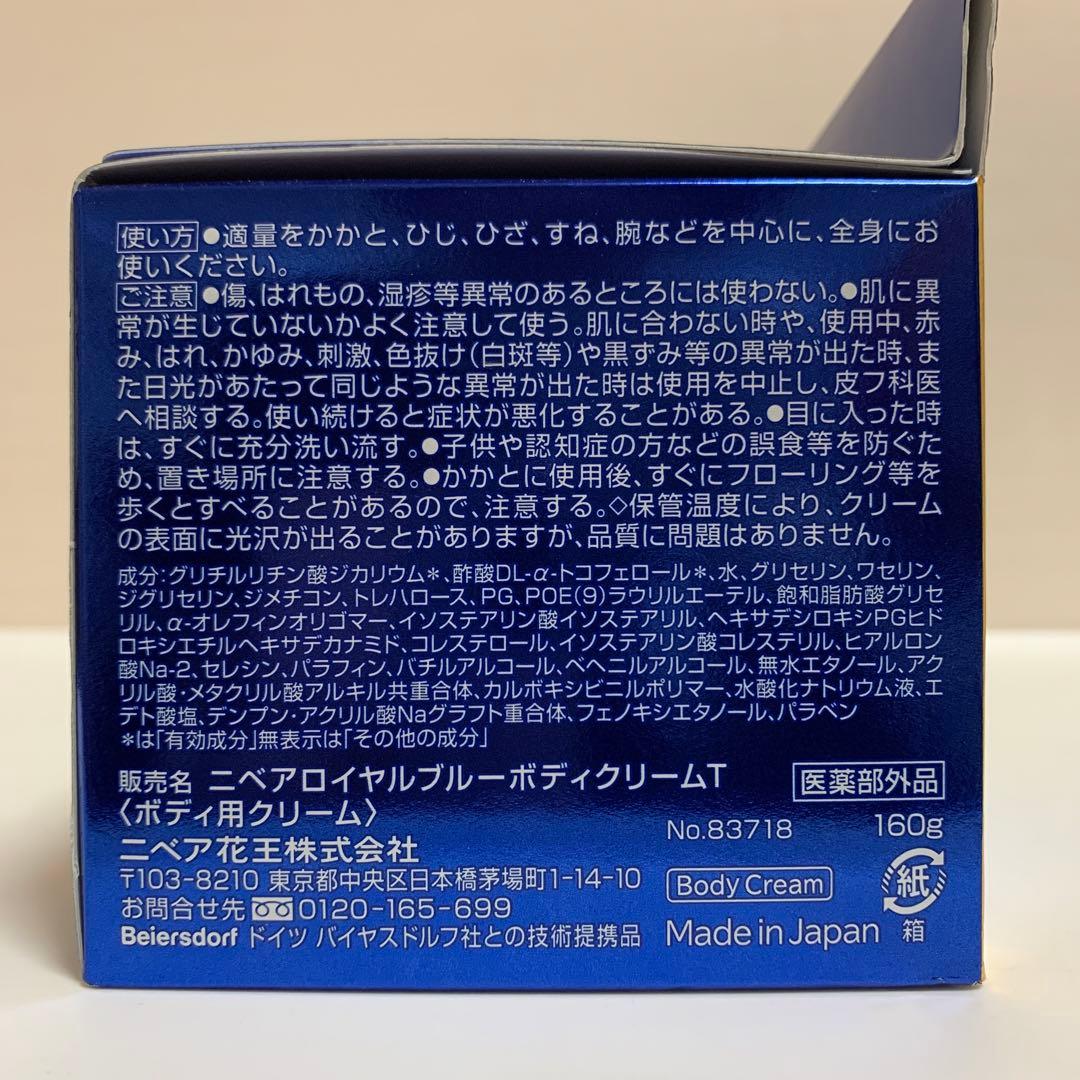 使い方 ●適量をかかと、ひじ、ひざ、すね、腕などを中心に、全身にお
使いください。
ご注意 ●傷、はれもの、湿疹等異常のあるところには使わない。●肌に異
常が生じていないかよく注意して使う。肌に合わない時や、使用中、赤
み、はれ、かゆみ、刺激、色抜け(白斑等)や黒ずみ等の異常が出た時、ま
た日光があたって同じような異常が出た時は使用を中止し、皮フ科医
へ相談する。使い続けると症状が悪化することがある。●目に入った時
は、すぐに充分洗い流す。●子供や認知症の方などの誤食等を防ぐた
め、置き場所に注意する。●かかとに使用後、すぐにフローリング等を
歩くとすべることがあるので、注意する。◇保管温度により、クリーム
の表面に光沢が出ることがありますが、品質に問題はありません。
成分：グリチルリチン酸ジカリウム*、酢酸DL-α-トコフェロール*、水、グリセリン、ワセリン、
ジグリセリン、ジメチコン、トレハロース、PG、POE(9)ラウリルエーテル、飽和脂肪酸グリセ
リル、α-オレフィンオリゴマー、イソステアリン酸イソステアリル、ヘキサデシロキシPGヒド
ロキシエチルヘキサデカナミド、コレステロール、イソステアリン酸コレステリル、ヒアルロン
酸Na-2、セレシン、パラフィン、バチルアルコール、ベヘニルアルコール、無水エタノール、アク
リル酸・メタクリル酸アルキル共重合体、カルボキシビニルポリマー、水酸化ナトリウム液、エ
デト酸塩、デンプン・アクリル酸Naグラフト重合体、フェノキシエタノール、パラベン
*は「有効成分」無表示は「その他の成分」
販売名 ニベアロイヤルブルーボディクリームT 医薬部外品
〈ボディ用クリーム〉 No.83718 160g
ニベア花王株式会社
〒103-8210 東京都中央区日本橋茅場町1-14-10 Body Cream 紙
お問合せ先 0120-165-699
Beiersdorf ドイツ バイヤスドルフ社との技術提携品 Made in Japan 箱